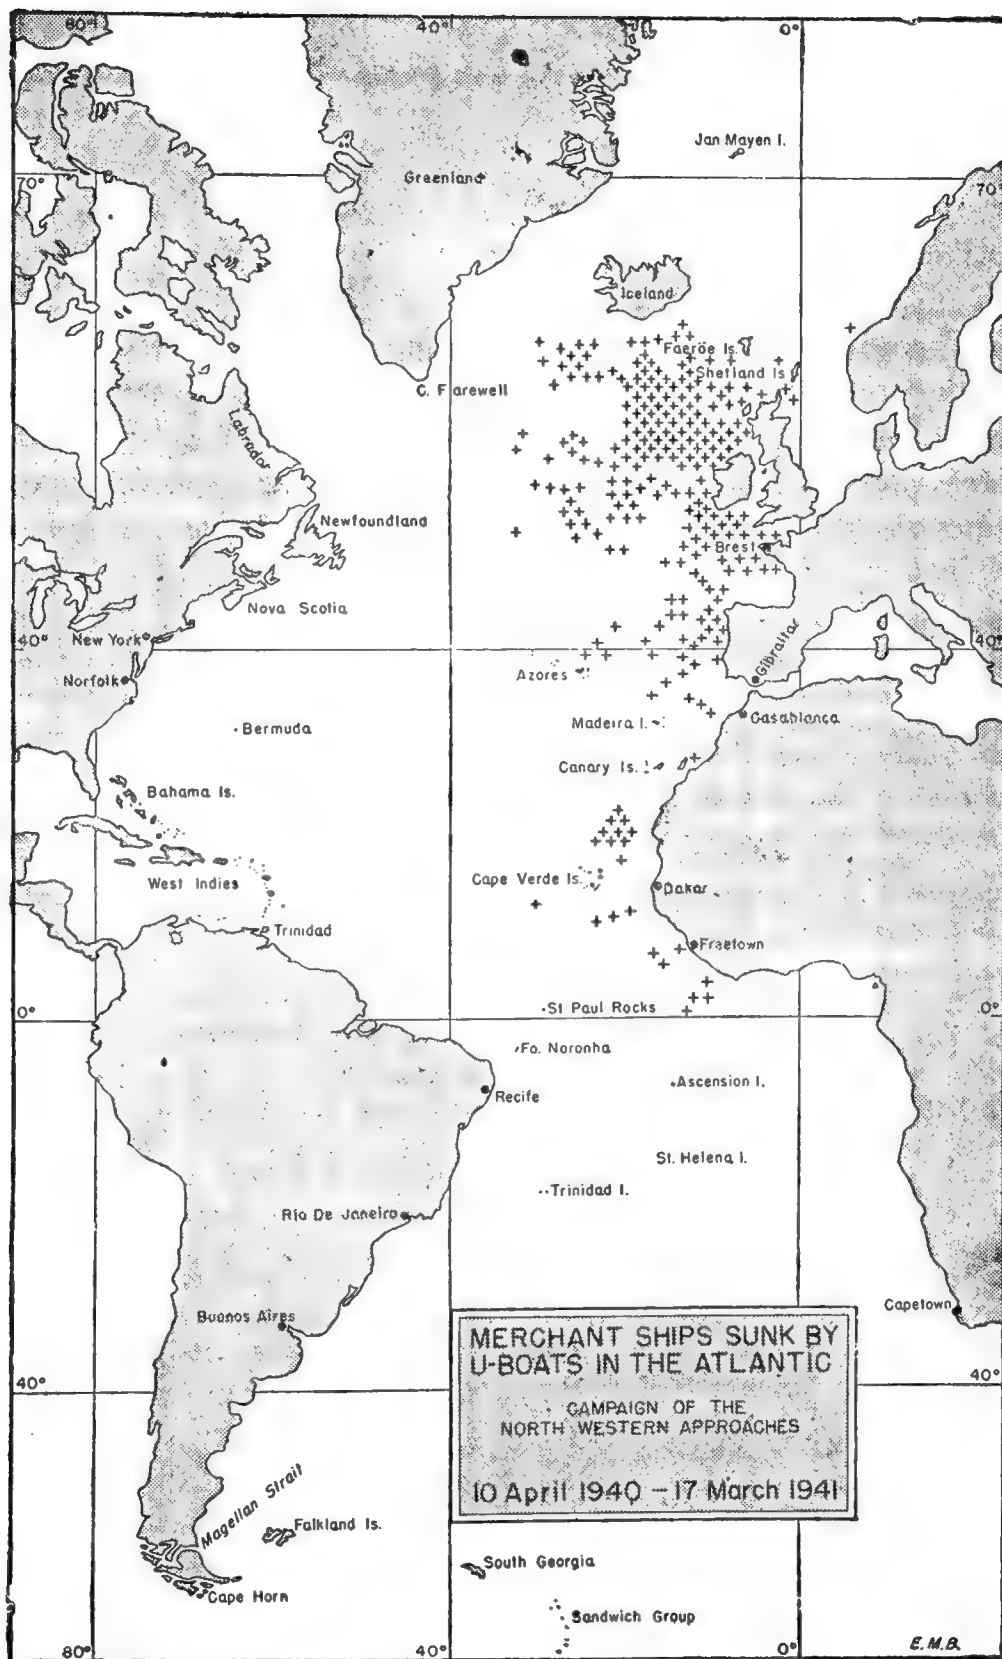 80°
40°
0°
Jan Mayen I.
70°
Greenland
70°
Iceland
Faeröe Is.
Shetland Is
C. Farewell
Labrador
Newfoundland
Brest
Nova Scotia
40°
New York
40°
Gibraltar
Azores
Norfolk
Madeira I.
Casablanca
Bermuda
Canary Is.
Bahama Is.
West Indies
Cape Verde Is.
Dakar
Trinidad
Freetown
0°
St Paul Rocks
0°
Fo. Noronha
Ascension I.
Recife
St. Helena I.
Trinidad I.
Rio De Janeiro
Capetown
Buenos Aires
MERCHANT SHIPS SUNK BY
U-BOATS IN THE ATLANTIC
CAMPAIGN OF THE
NORTH WESTERN APPROACHES
10 April 1940 – 17 March 1941
40°
40°
Magellan Strait
Falkland Is.
South Georgia
Cape Horn
Sandwich Group
E.M.B.
80°
40°
0°